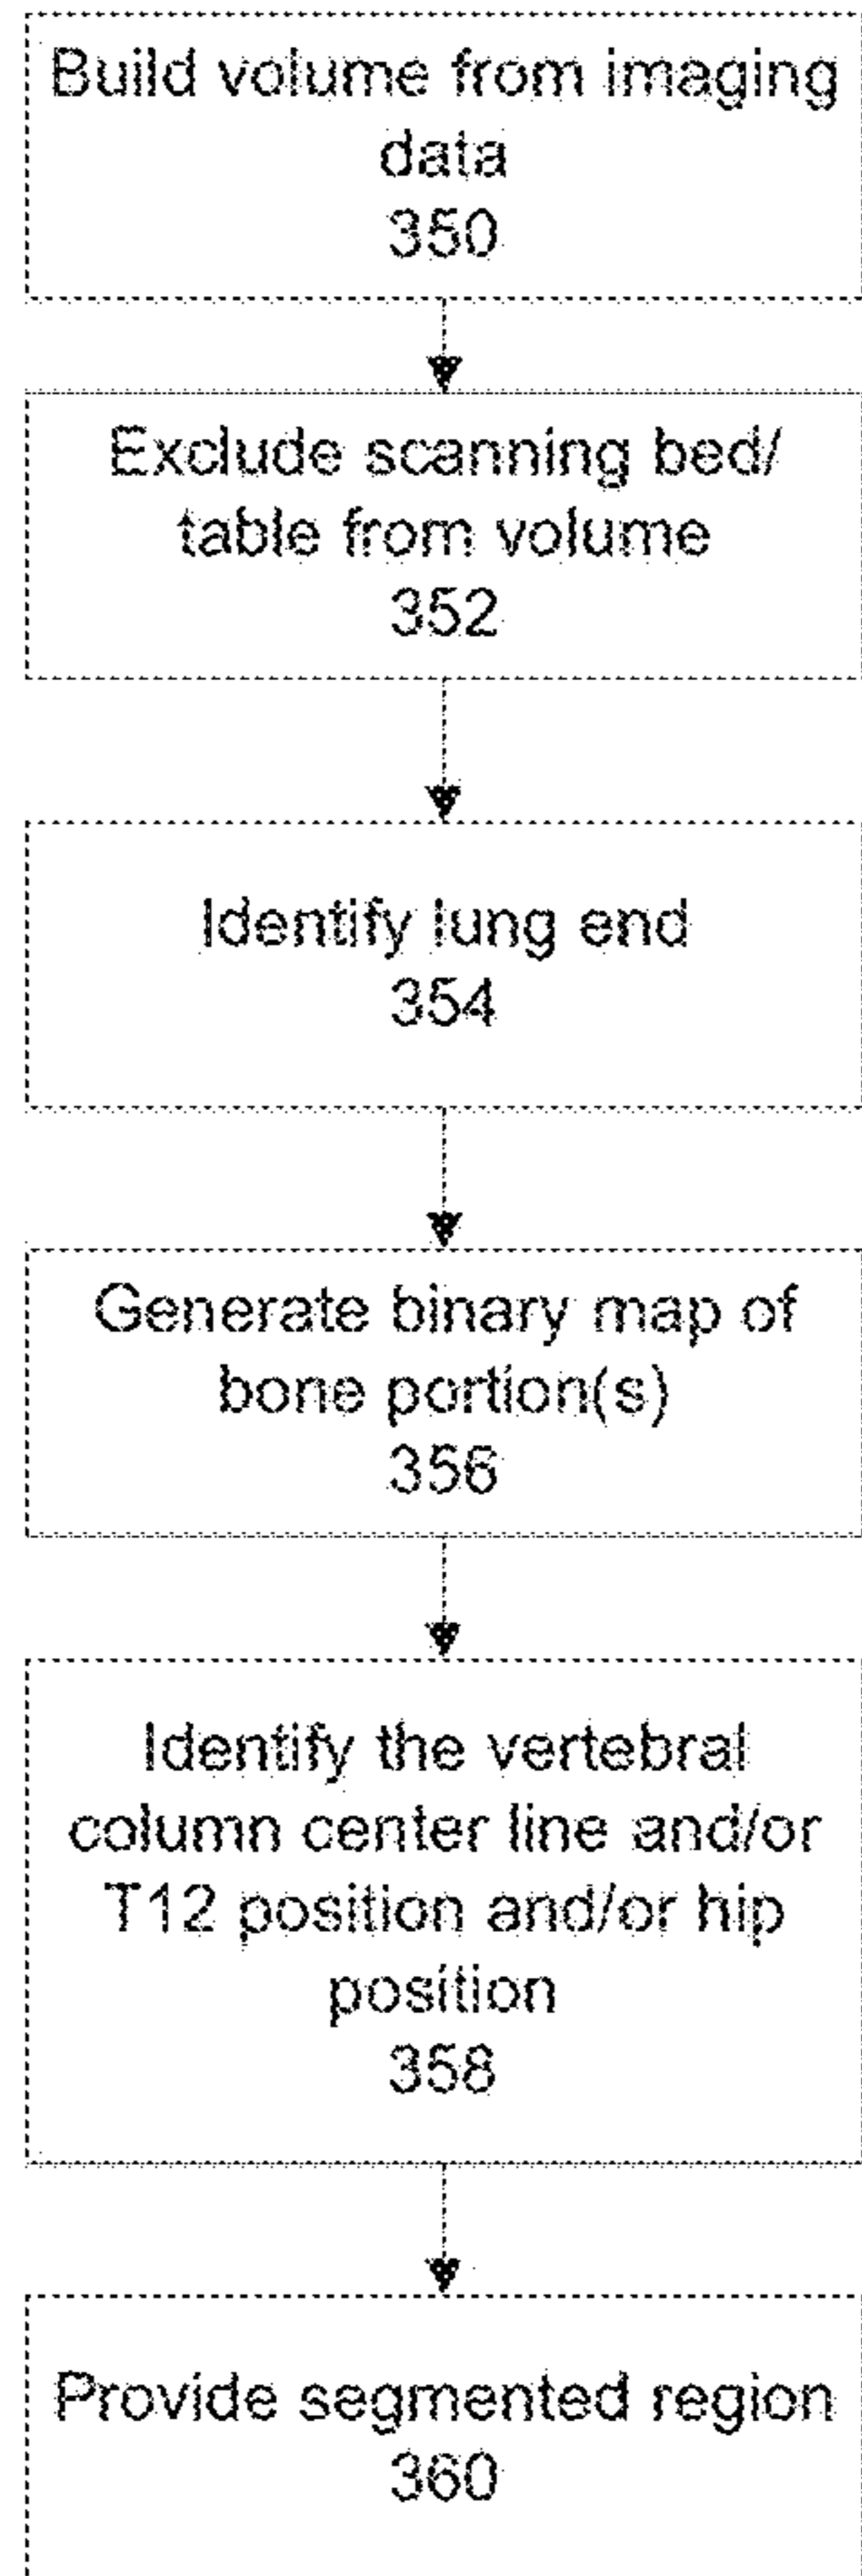 Build volume from imaging
data
350
Exclude scanning bed/
table from volume
352
Identify lung end
354
Generate binary map of
bone portion(s)
356
Identify the vertebral
column center line and/or
T12 position and/or hip
position
358
Provide segmented region
360